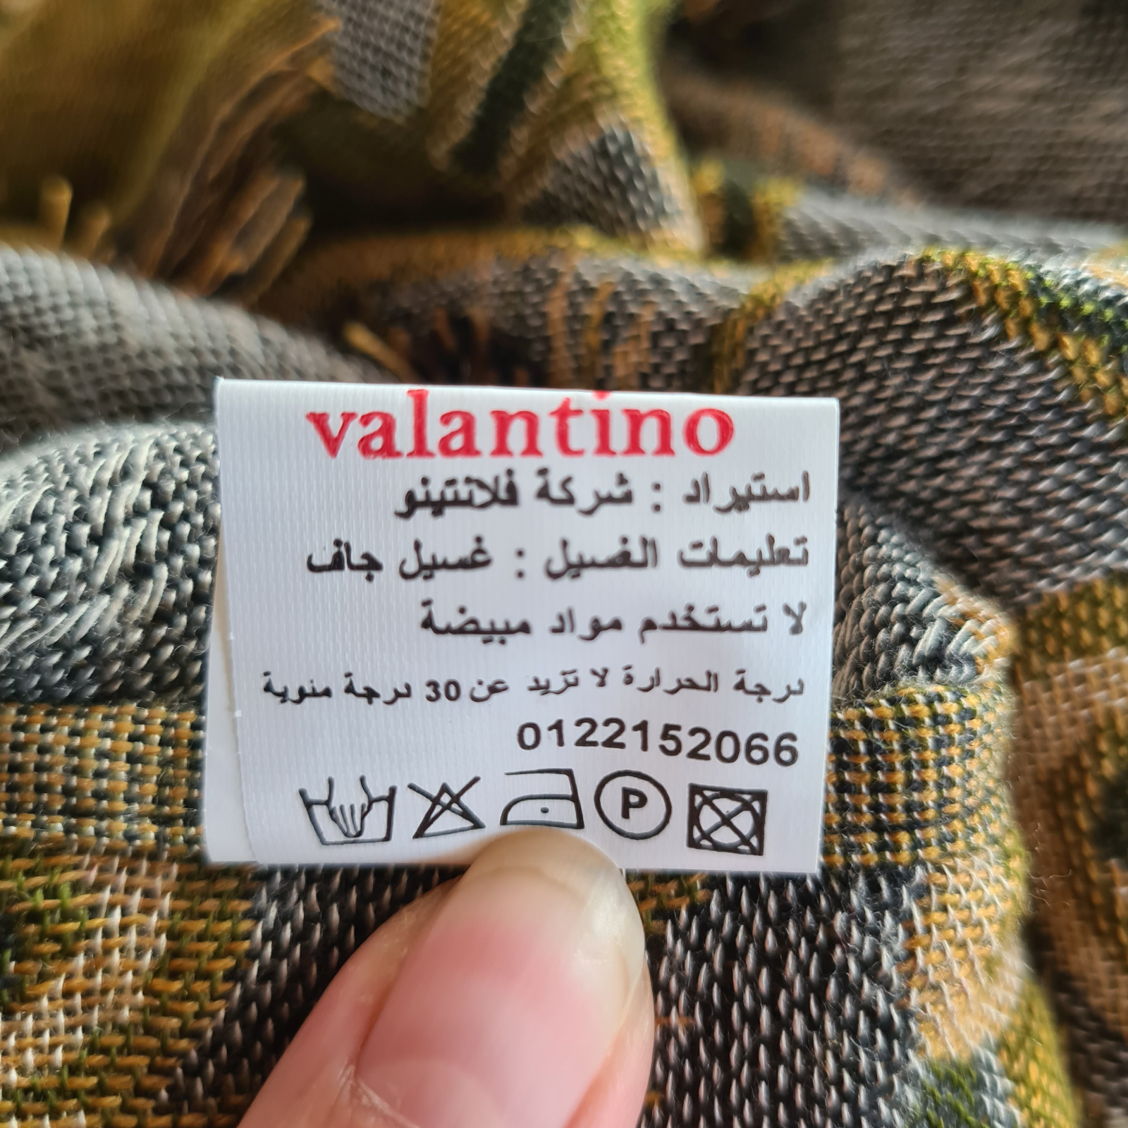 valantino
استيراد : شركة فلانتينو
تعليمات الغسيل : غسيل جاف
لا تستخدم مواد مبيضة
درجة الحرارة لا تزيد عن 30 درجة منوية
0122152066
P